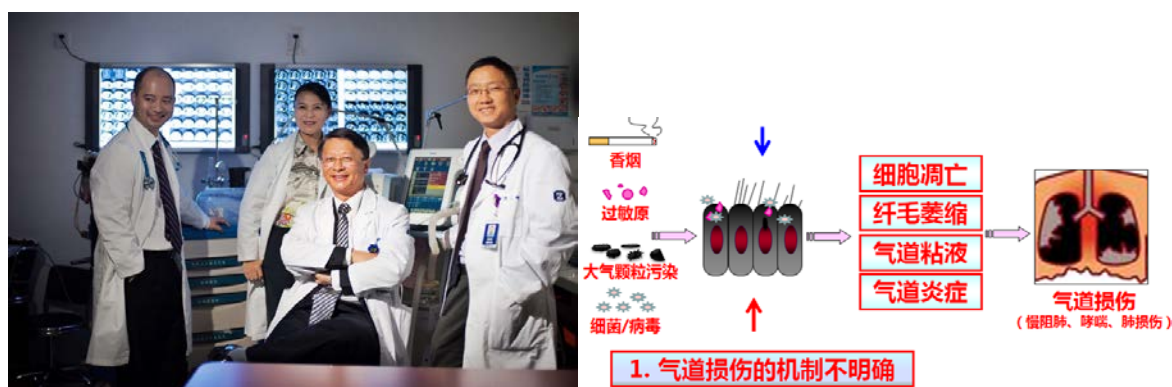 香烟
过敏原
大气颗粒污染
细菌/病毒
细胞凋亡
纤毛萎缩
气道粘液
气道炎症
气道损伤
(慢阻肺、哮喘、肺损伤)
1. 气道损伤的机制不明确